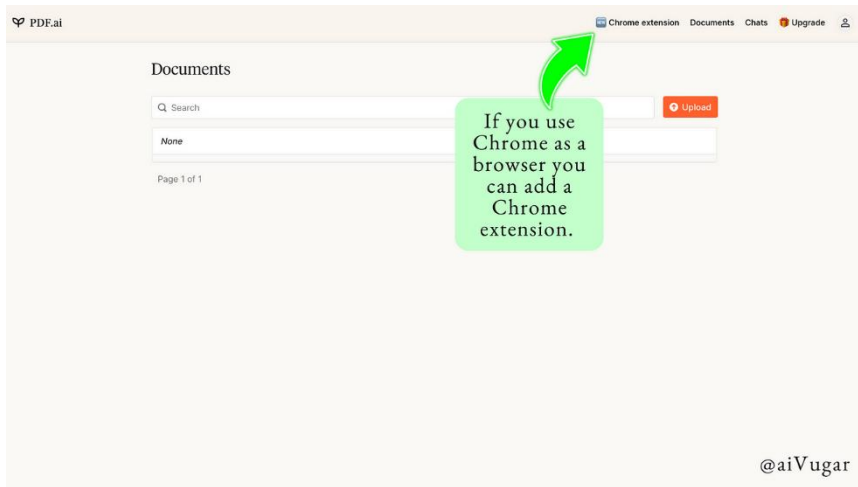 PDF.ai
Chrome extension Documents Chats Upgrade
Documents
Search
Upload
None
Page 1 of 1
If you use
Chrome as a
browser you
can add a
Chrome
extension.
@aiVugar